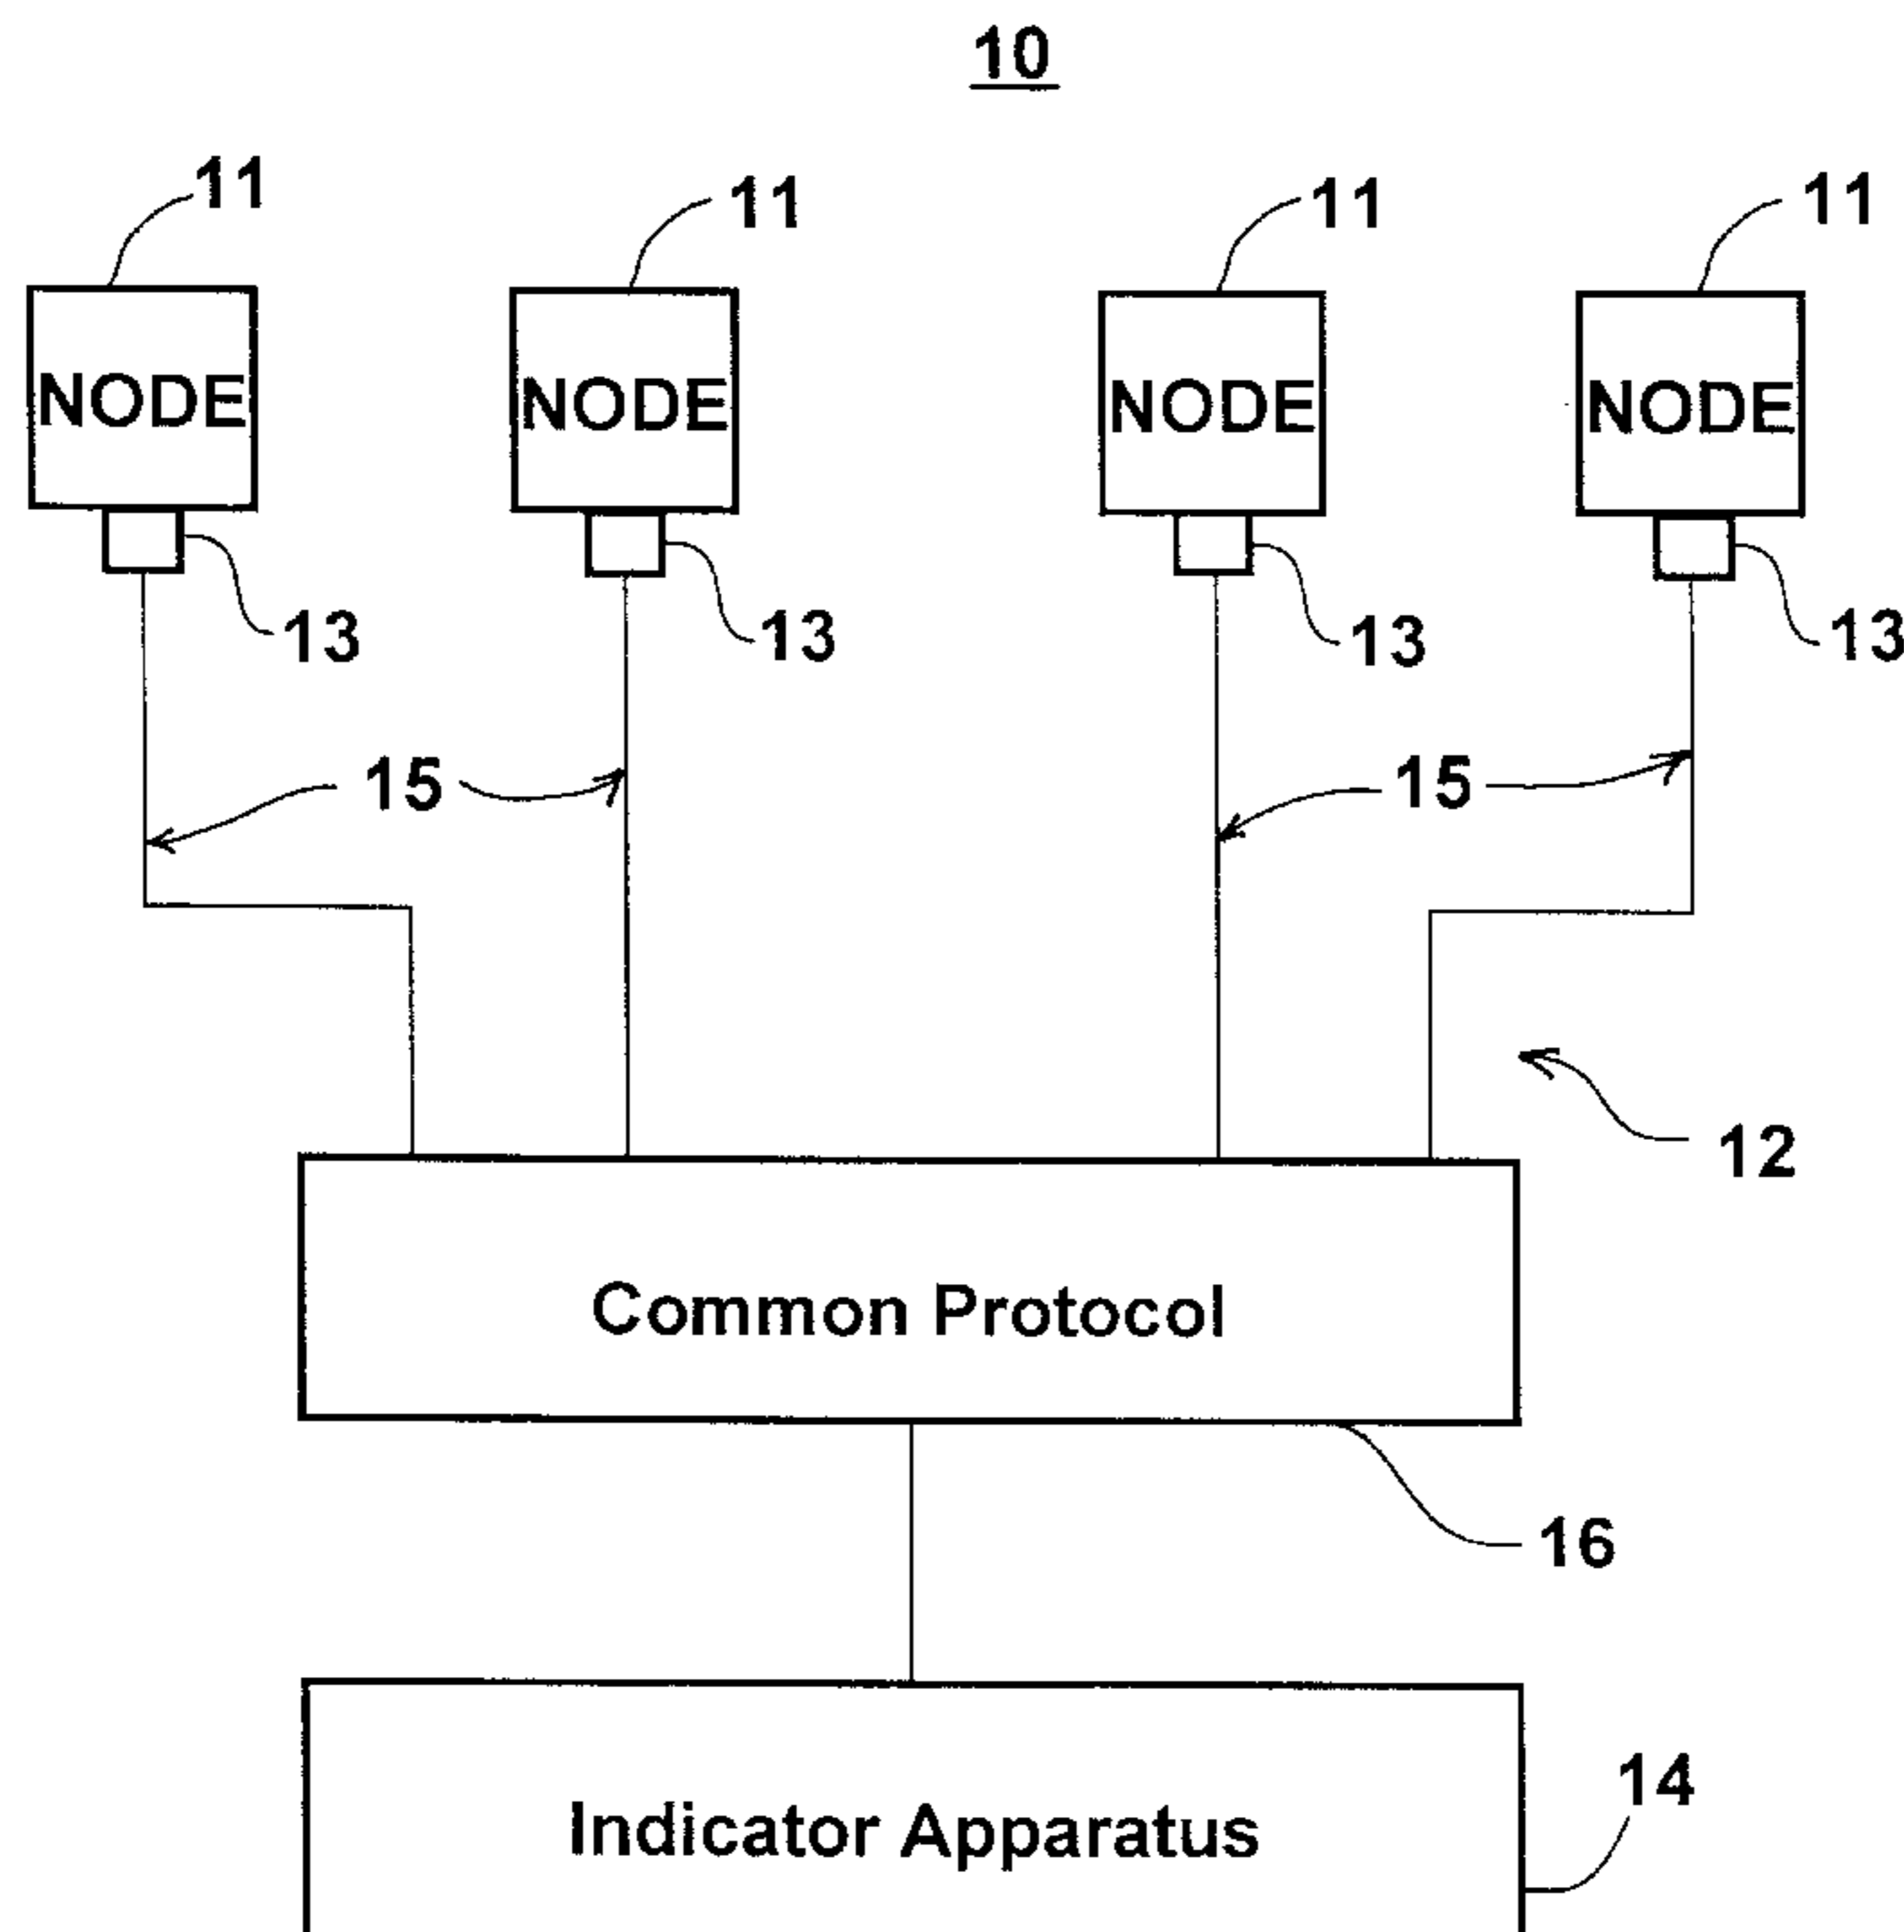 10
11 11 11 11
NODE NODE NODE NODE
13 13 13 13
15 15
12
Common Protocol
16
14
Indicator Apparatus